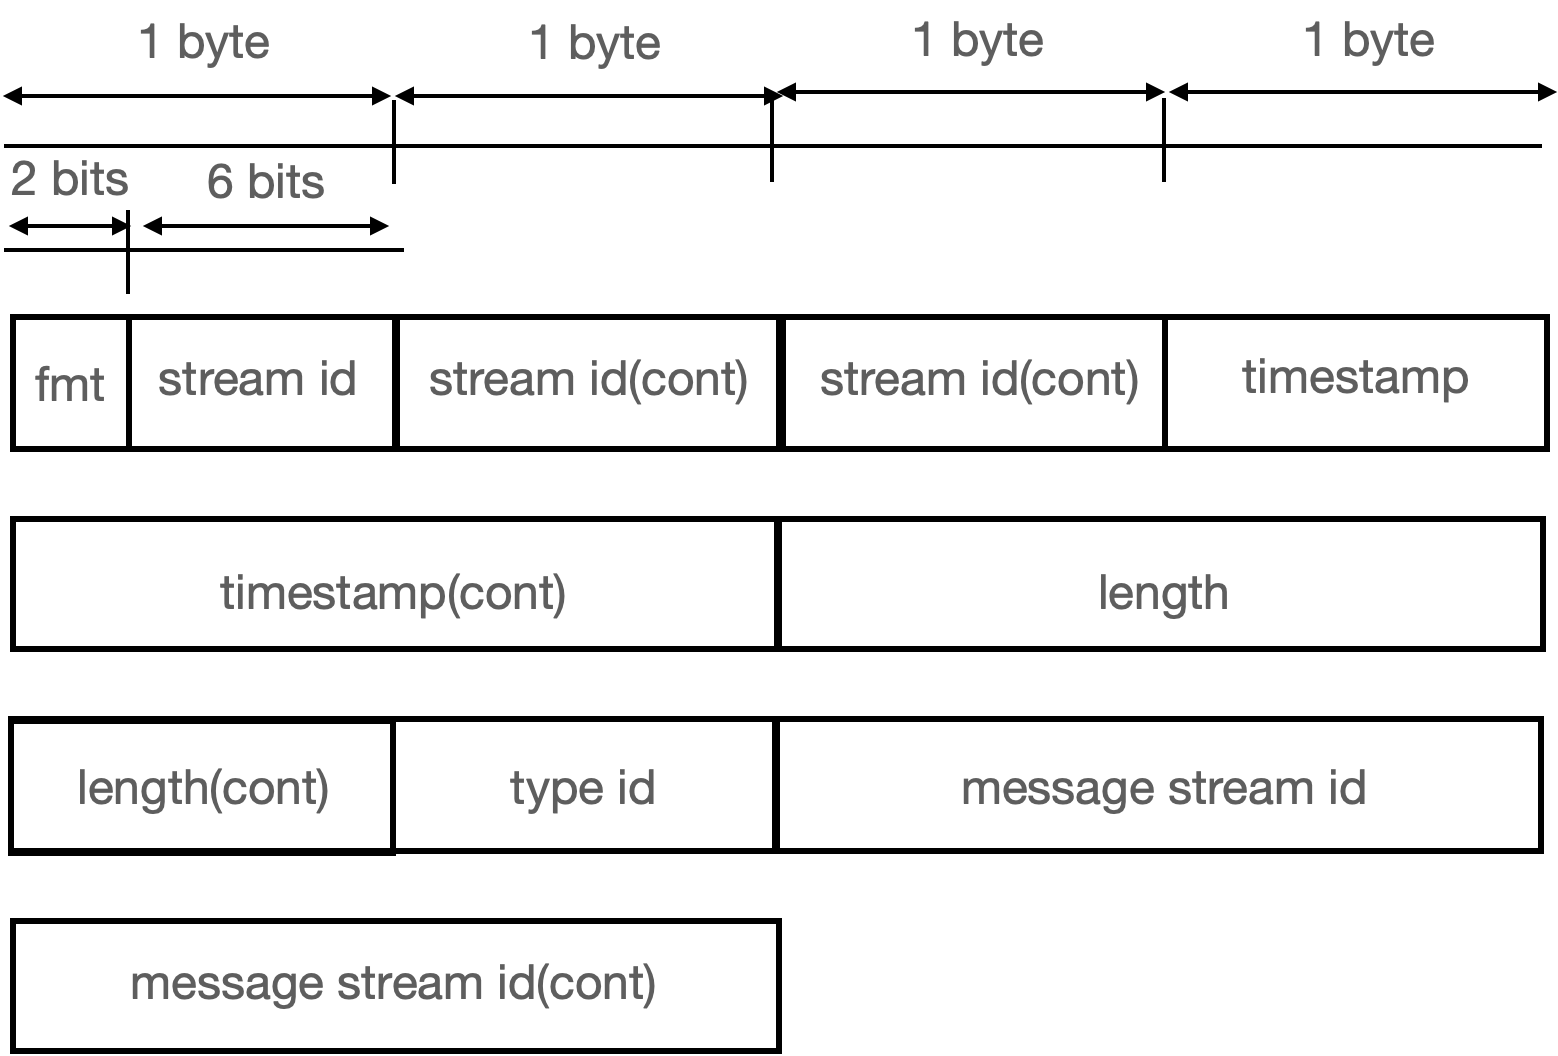 1 byte 1 byte 1 byte 1 byte
2 bits 6 bits
fmt stream id stream id(cont) stream id(cont) timestamp
timestamp(cont) length
length(cont) type id message stream id
message stream id(cont)